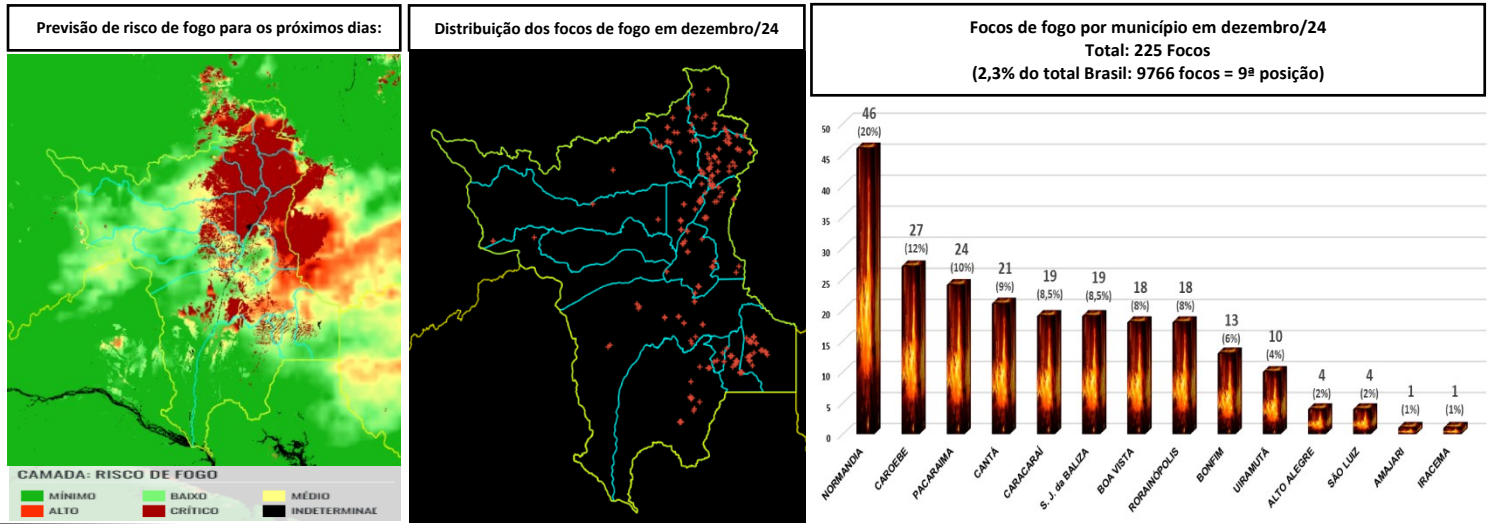 Previsão de risco de fogo para os próximos dias:
CAMADA: RISCO DE FOGO
MÍNIMO
BAIXO
MÉDIO
ALTO
CRÍTICO
INDETERMINAD
Distribuição dos focos de fogo em dezembro/24
Focos de fogo por município em dezembro/24
Total: 225 Focos
(2,3% do total Brasil: 9766 focos = 9ª posição)
50
45
40
35
30
25
20
15
10
5
0
46
(20%)
27
(12%)
24
(10%)
21
(9%)
19
(8,5%)
19
(8,5%)
18
(8%)
18
(8%)
13
(6%)
10
(4%)
4
(2%)
4
(2%)
1
(1%)
1
(1%)
NORMANDIA
CAROEBE
PACARAIMA
CANTÁ
CARACARAÍ
S. J. da BALIZA
BOA VISTA
RORAINÓPOLIS
BONFIM
UIRAMUTÃ
ALTO ALEGRE
SÃO LUIZ
AMAJARI
IRACEMA